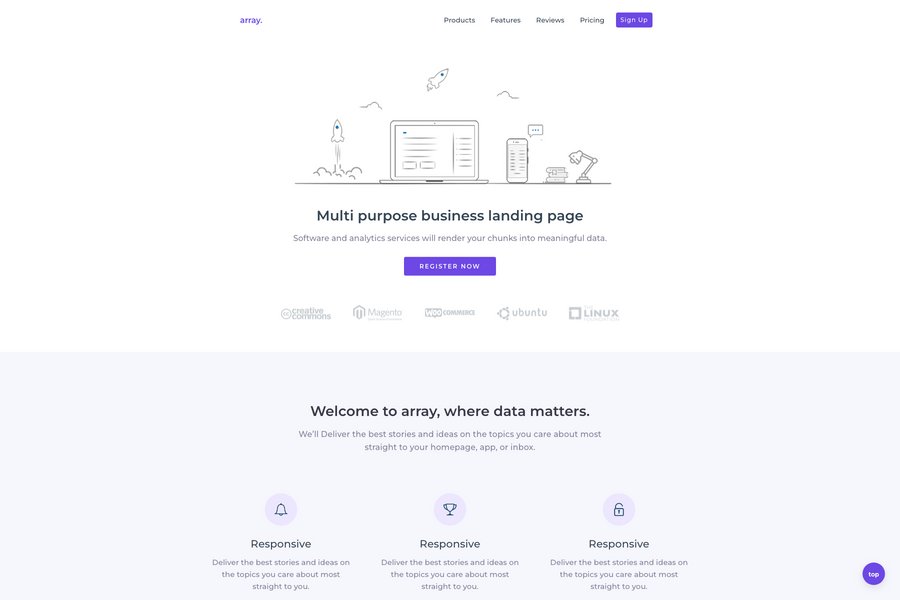 array.
Products Features Reviews Pricing Sign Up
Multi purpose business landing page
Software and analytics services will render your chunks into meaningful data.
REGISTER NOW
creative commons
Magento
WOO COMMERCE
ubuntu
LINUX
Welcome to array, where data matters.
We'll Deliver the best stories and ideas on the topics you care about most
straight to your homepage, app, or inbox.
Responsive
Deliver the best stories and ideas on
the topics you care about most
straight to you.
Responsive
Deliver the best stories and ideas on
the topics you care about most
straight to you.
Responsive
Deliver the best stories and ideas on
the topics you care about most
straight to you.
top